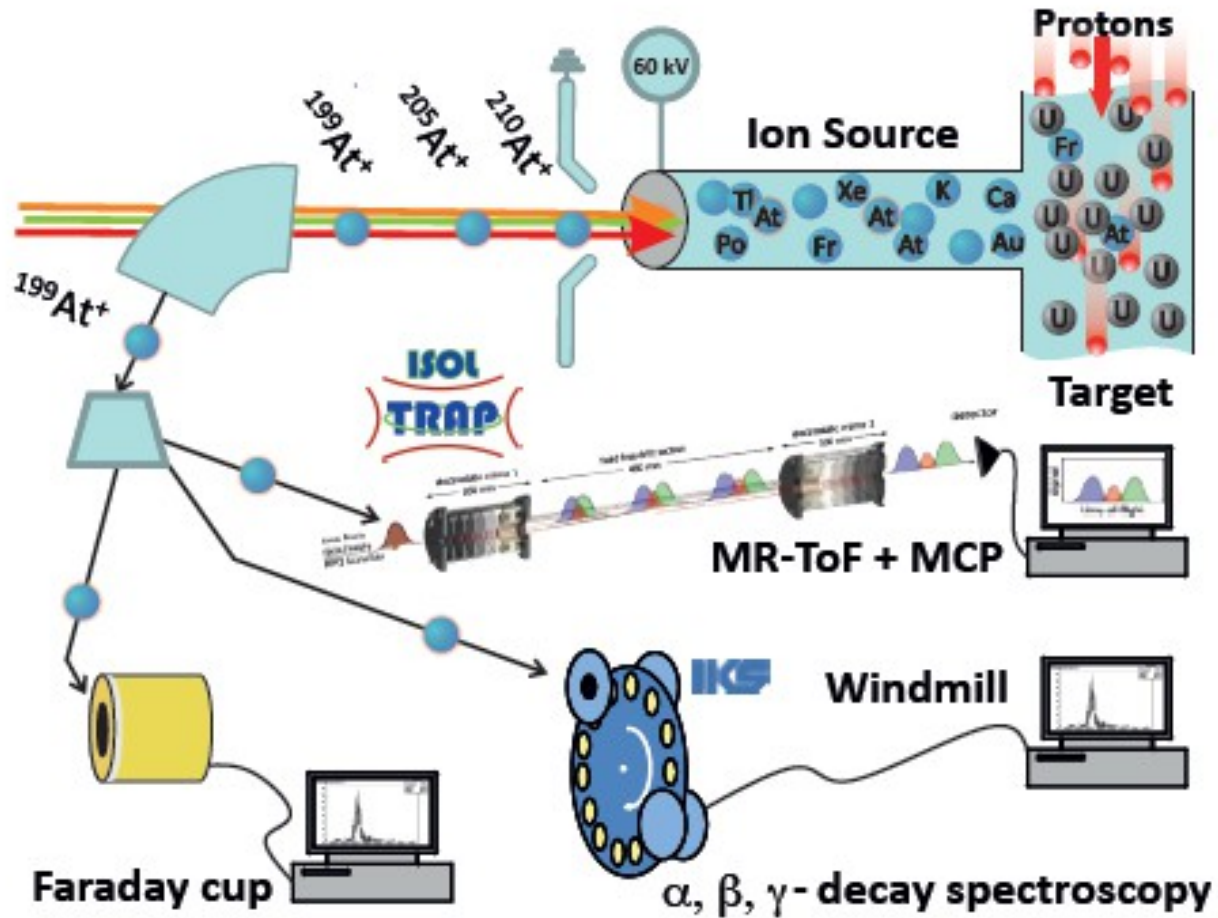 Protons
60 kV
199At+
205At+
210At+
Ion Source
U
U
Fr
U
Tl
At
Xe
At
K
Ca
U
U
U
U
U
At
Po
Fr
At
Au
U
U
U
U
U
U
199At+
ISOL
TRAP
Target
detector
MR-ToF + MCP
IKS
Windmill
Faraday cup
α, β, γ - decay spectroscopy